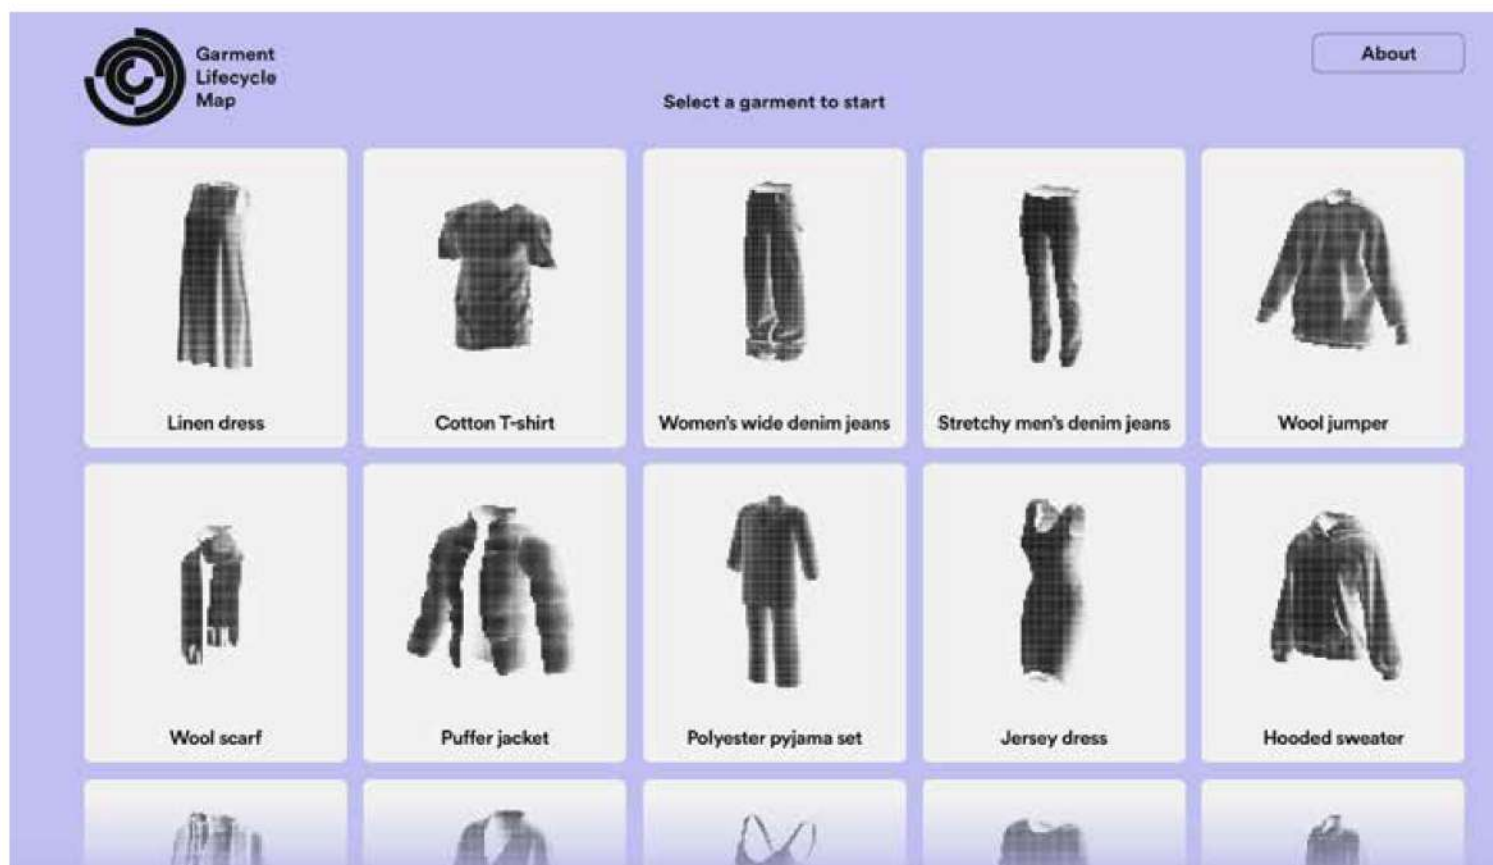 Garment
Lifecycle
Map
About
Select a garment to start
Linen dress
Cotton T-shirt
Women's wide denim jeans
Stretchy men's denim jeans
Wool jumper
Wool scarf
Puffer jacket
Polyester pyjama set
Jersey dress
Hooded sweater